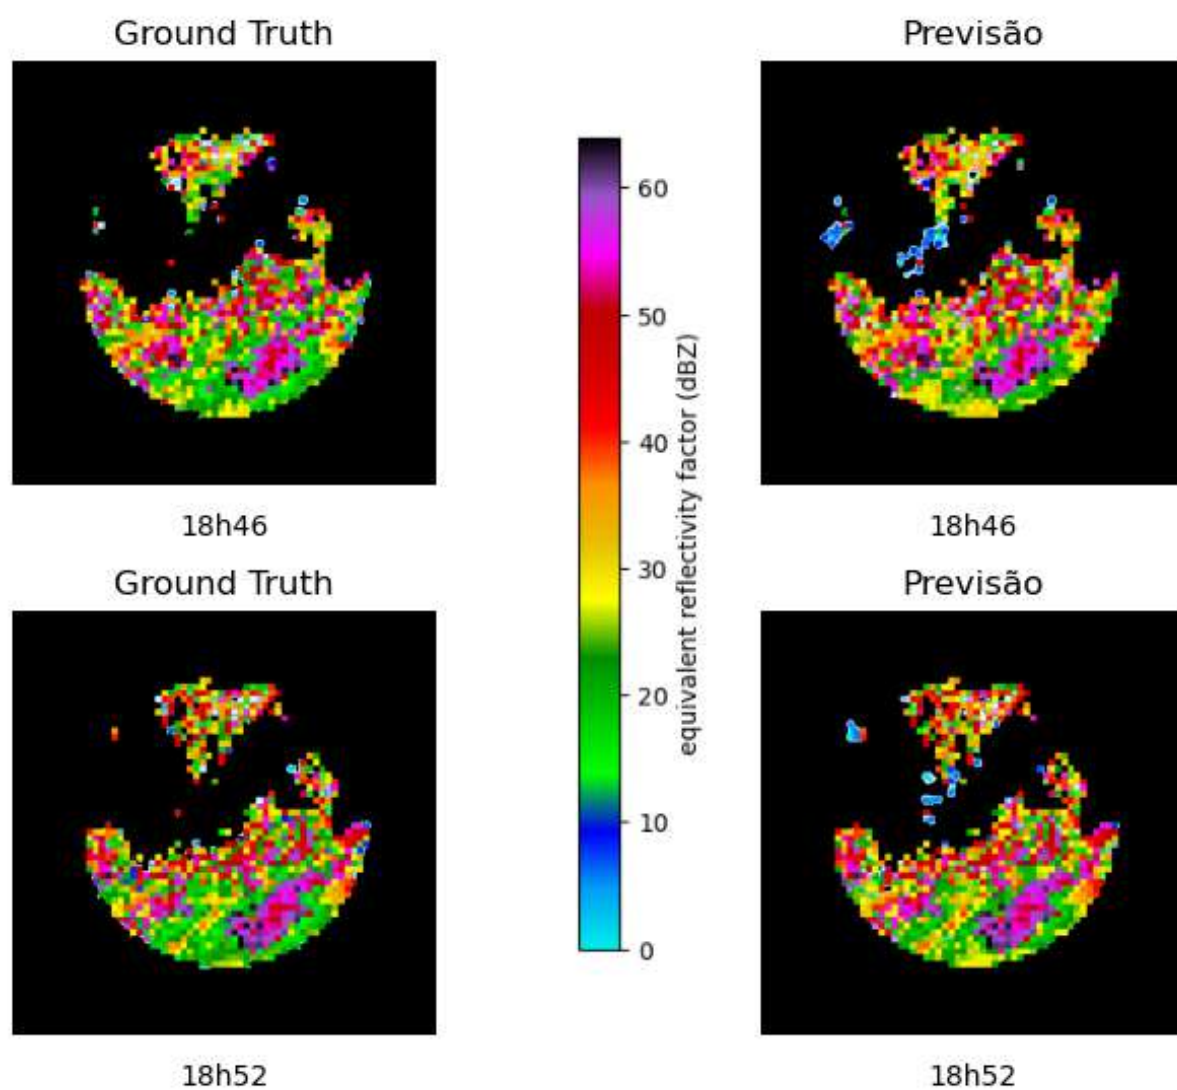 Ground Truth
Previsão
18h46
18h46
60
50
40
30
20
10
0
equivalent reflectivity factor (dBZ)
Ground Truth
Previsão
18h52
18h52